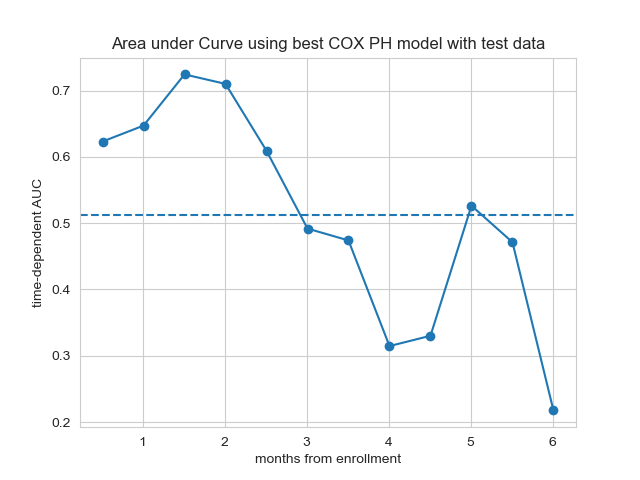 Area under Curve using best COX PH model with test data
time-dependent AUC
0.7
0.6
0.5
0.4
0.3
0.2
1 2 3 4 5 6
months from enrollment